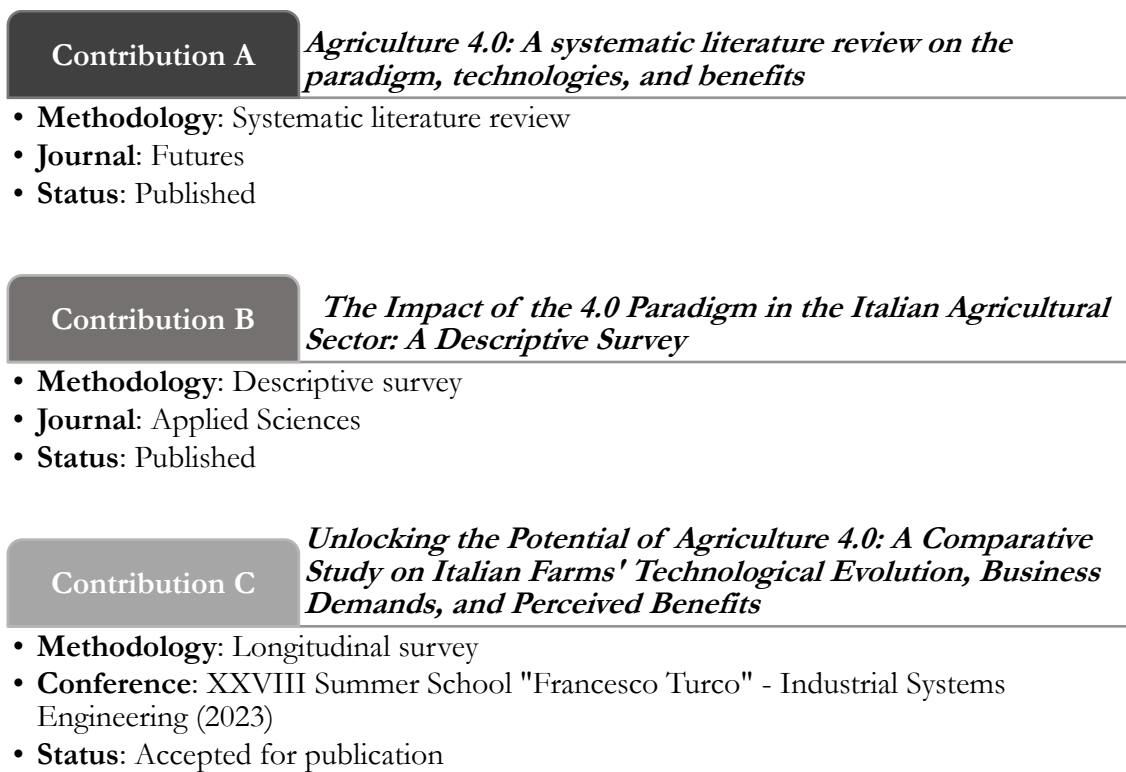 Contribution A
Agriculture 4.0: A systematic literature review on the
paradigm, technologies, and benefits
• Methodology: Systematic literature review
• Journal: Futures
• Status: Published
Contribution B
The Impact of the 4.0 Paradigm in the Italian Agricultural
Sector: A Descriptive Survey
• Methodology: Descriptive survey
• Journal: Applied Sciences
• Status: Published
Contribution C
Unlocking the Potential of Agriculture 4.0: A Comparative
Study on Italian Farms' Technological Evolution, Business
Demands, and Perceived Benefits
• Methodology: Longitudinal survey
• Conference: XXVIII Summer School "Francesco Turco" - Industrial Systems
Engineering (2023)
• Status: Accepted for publication